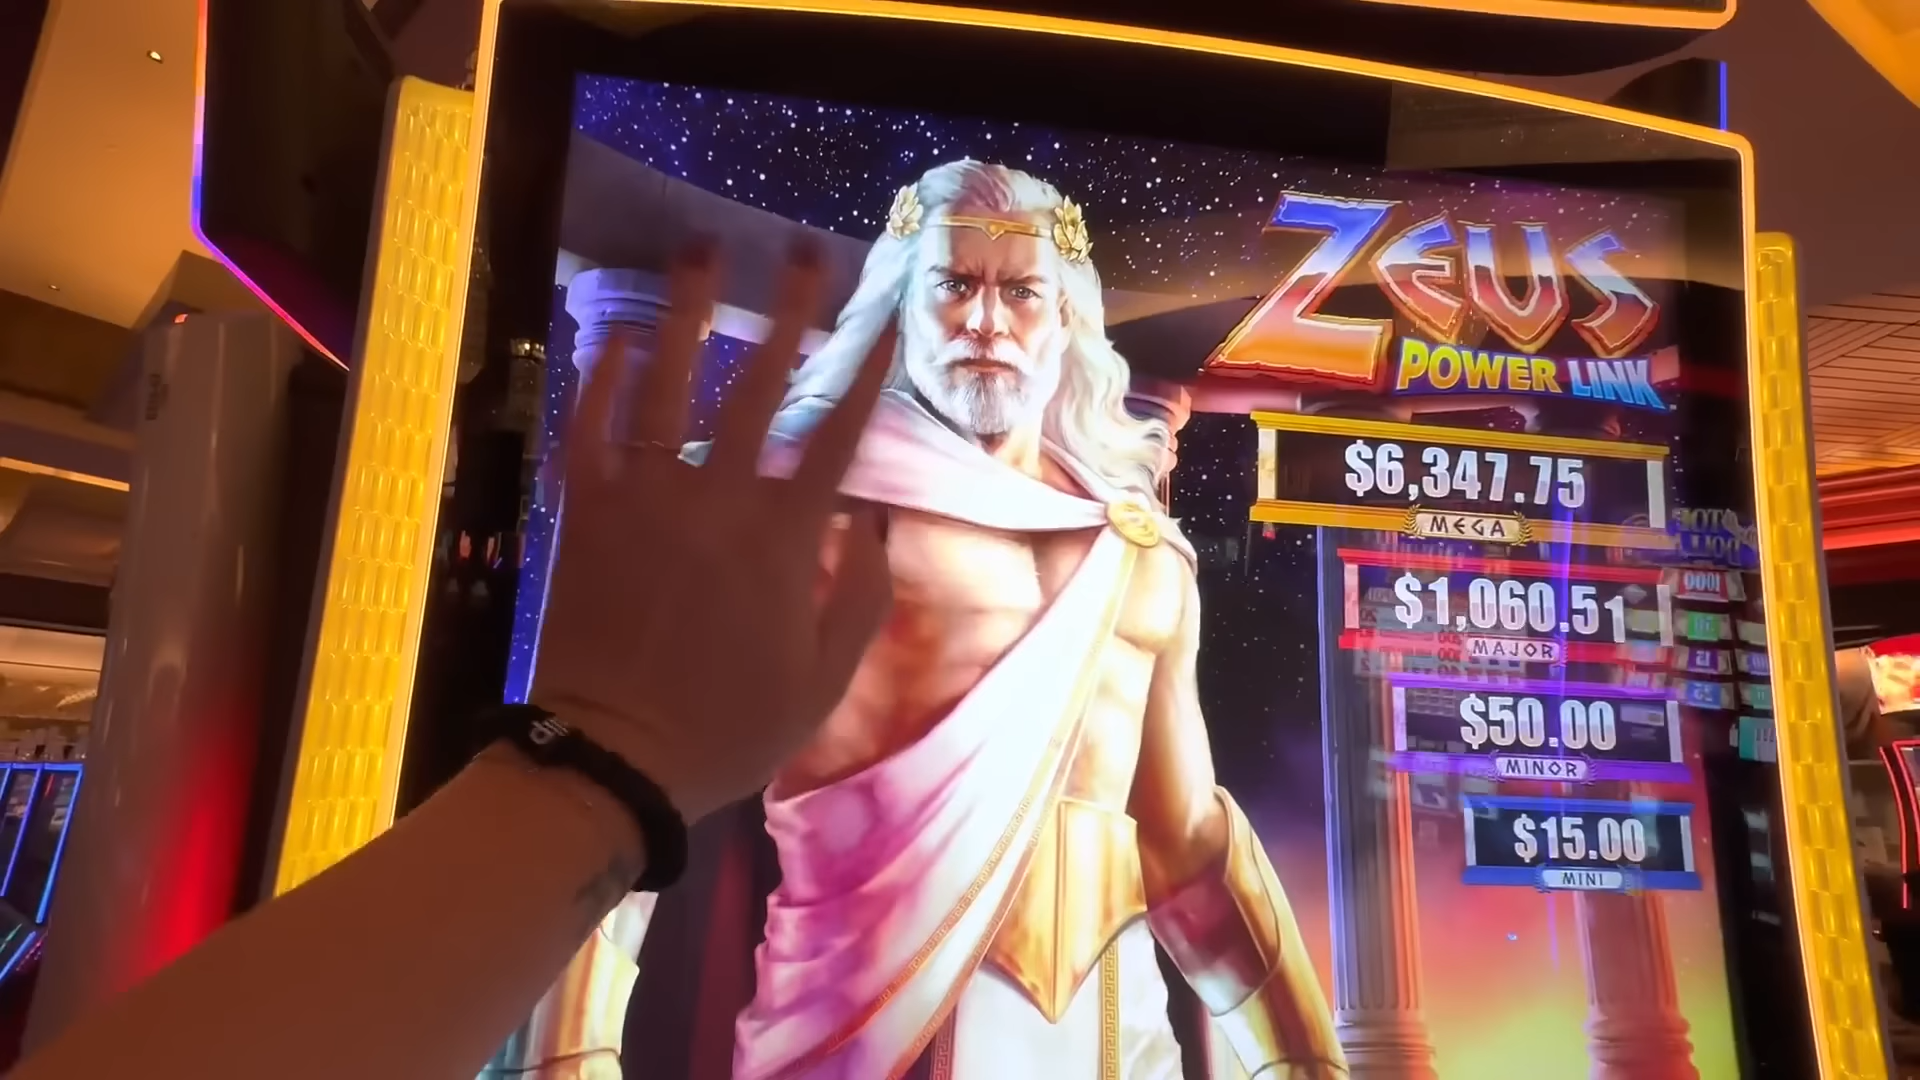 ZEUS
POWER LINK
$6,347.75
MEGA
$1,060.51
MAJOR
$50.00
MINOR
$15.00
MINI